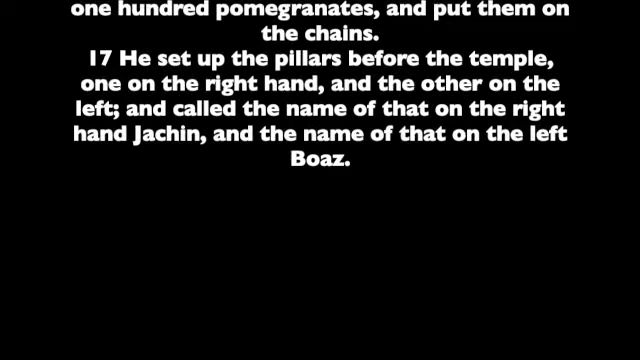 one hundred pomegranates, and put them on
the chains.
17 He set up the pillars before the temple,
one on the right hand, and the other on the
left; and called the name of that on the right
hand Jachin, and the name of that on the left
Boaz.